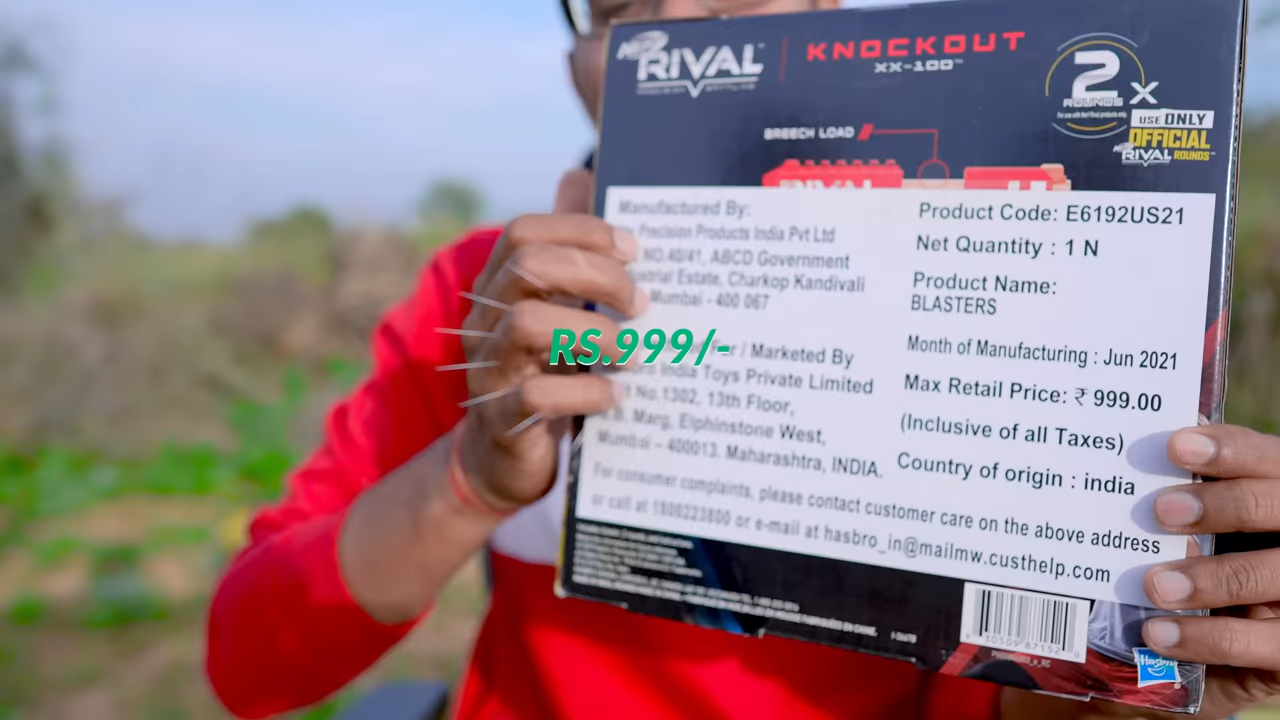 NERF
RIVAL
KNOCKOUT
XX-100
2
ROUNDS
X
USE ONLY
OFFICIAL
RIVAL ROUNDS
BREECH LOAD
RIVAL
Manufactured By:
Precision Products India Pvt Ltd
NO.40/41, ABCD Government
Estate, Charkop Kandivali
Mumbai - 400 067
/ Marketed By
India Toys Private Limited
No.1302, 13th Floor,
Marg, Elphinstone West,
Mumbai – 400013. Maharashtra, INDIA.
Product Code: E6192US21
Net Quantity : 1 N
Product Name:
BLASTERS
Month of Manufacturing : Jun 2021
Max Retail Price: ₹ 999.00
(Inclusive of all Taxes)
Country of origin : india
For consumer complaints, please contact customer care on the above address
or call at 1800223800 or e-mail at hasbro_in@mailmw.custhelp.com
RS.999/-
Hasbro